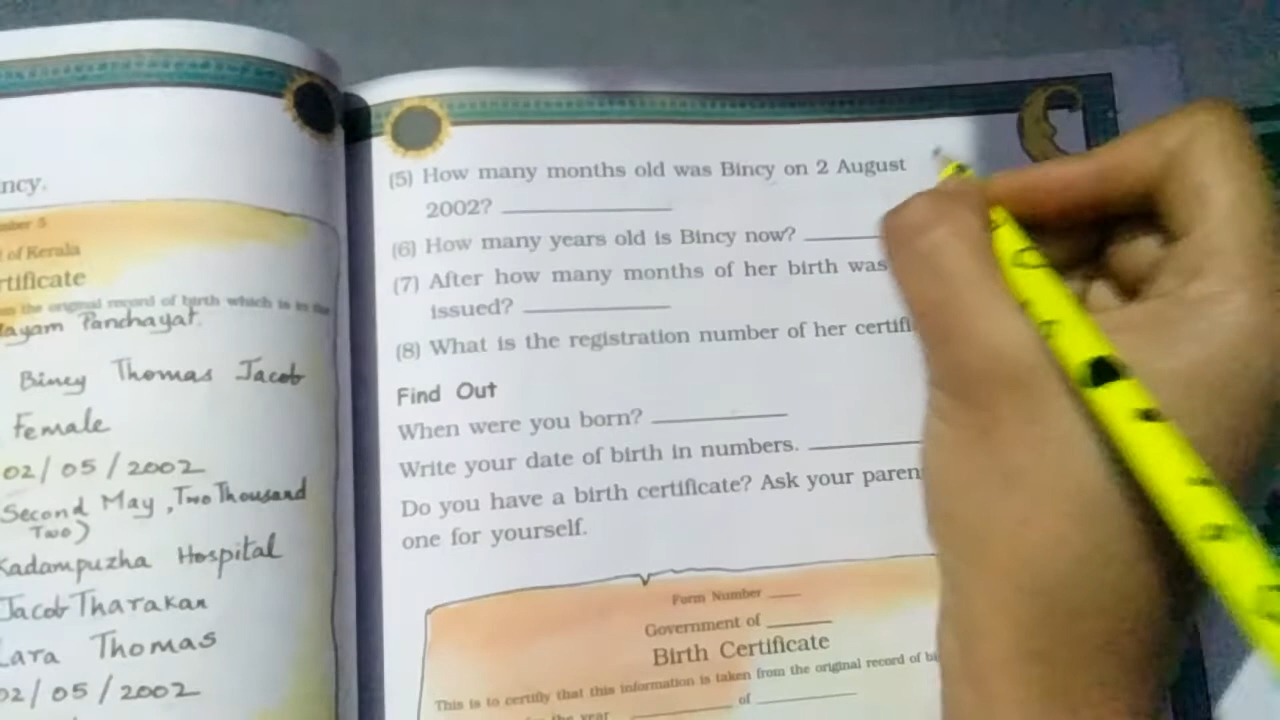 ncy.
of Kerala
rtificate
the original record of birth which is in the
layam Panchayat.
Bincy Thomas Jacob
Female
02/05/2002
Second May, Two Thousand
Two)
Kadampuzha Hospital
Jacob Tharakan
Lara Thomas
02/05/2002
(5) How many months old was Bincy on 2 August
2002?
(6) How many years old is Bincy now?
(7) After how many months of her birth was
issued?
(8) What is the registration number of her certifi
Find Out
When were you born?
Write your date of birth in numbers.
Do you have a birth certificate? Ask your paren
one for yourself.
Form Number
Government of
Birth Certificate
This is to certifiy that this information is taken from the original record of
the year of